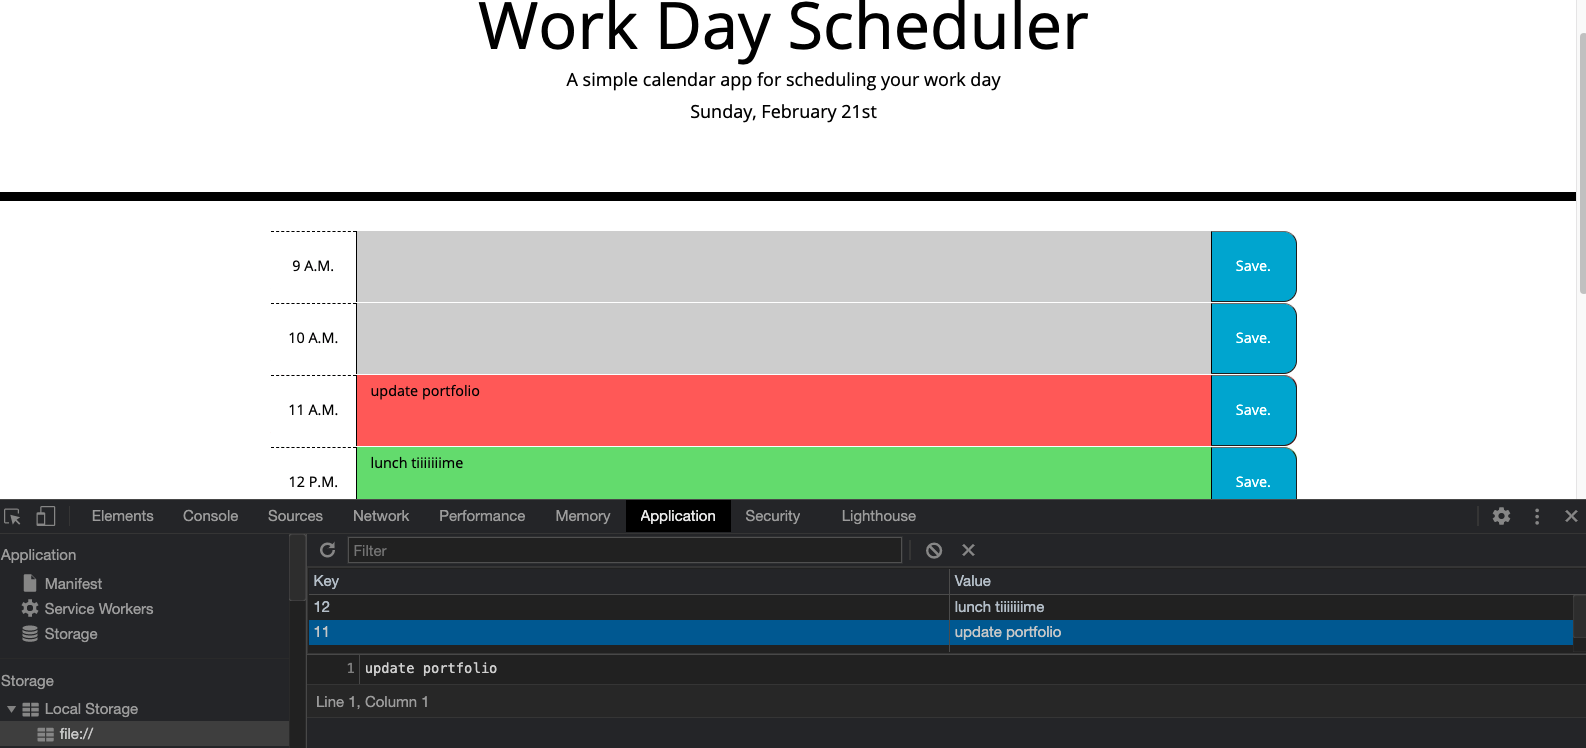 Work Day Scheduler
A simple calendar app for scheduling your work day
Sunday, February 21st
9 A.M.
Save.
10 A.M.
Save.
11 A.M.
update portfolio
Save.
12 P.M.
lunch tiiiiiiime
Save.
Elements Console Sources Network Performance Memory Application Security Lighthouse
Application
Manifest
Service Workers
Storage
Storage
Local Storage
file://
Filter
Key Value
12 lunch tiiiiiiime
11 update portfolio
1 update portfolio
Line 1, Column 1